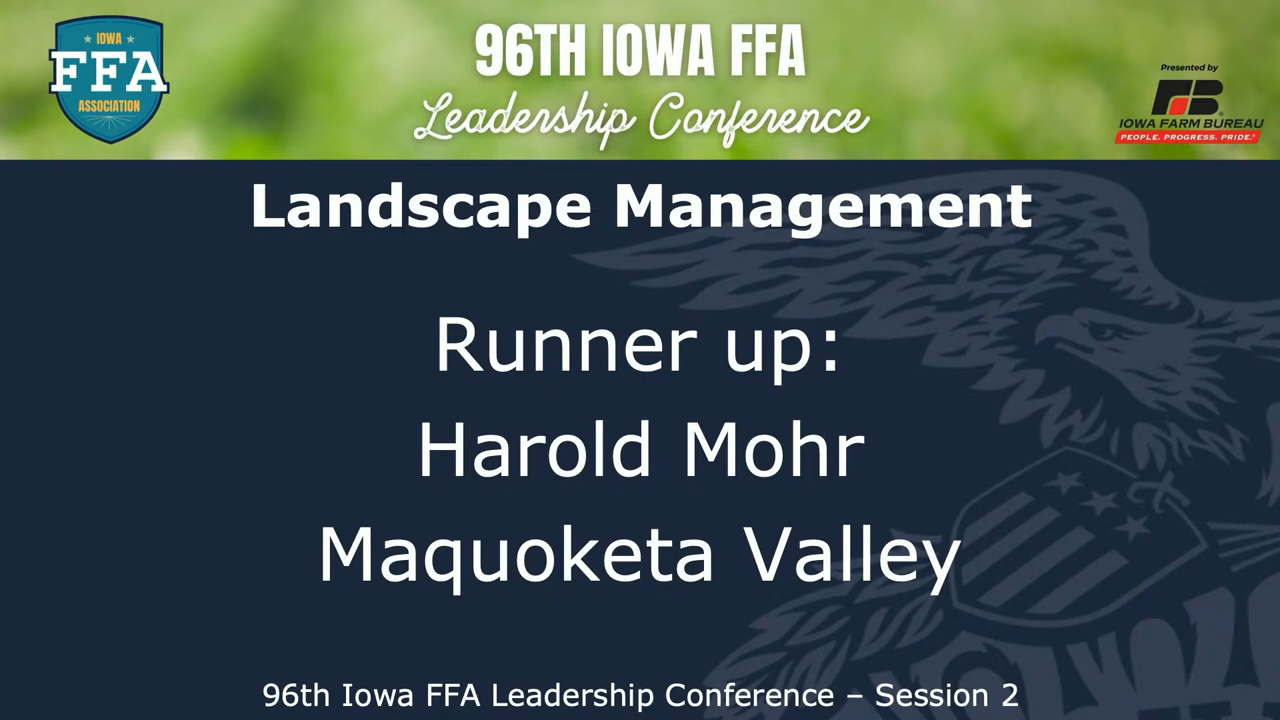 IOWA
FFA
ASSOCIATION
96TH IOWA FFA
Leadership Conference
Presented by
FB
IOWA FARM BUREAU
PEOPLE. PROGRESS. PRIDE.®
Landscape Management
Runner up:
Harold Mohr
Maquoketa Valley
96th Iowa FFA Leadership Conference – Session 2